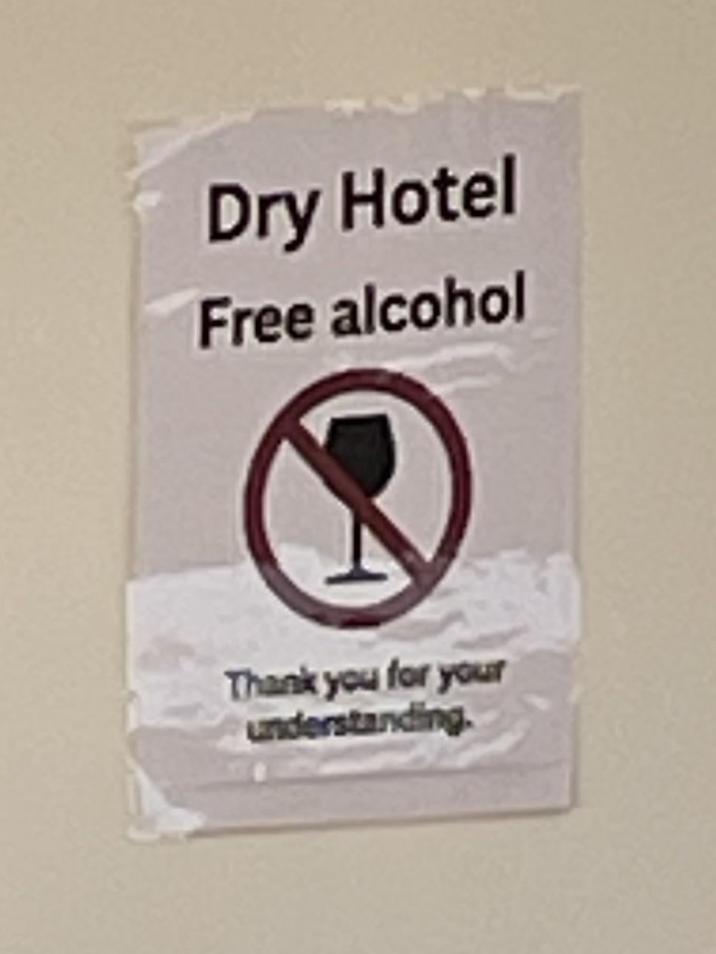 Dry Hotel
Free alcohol
Thank you for your
understanding.